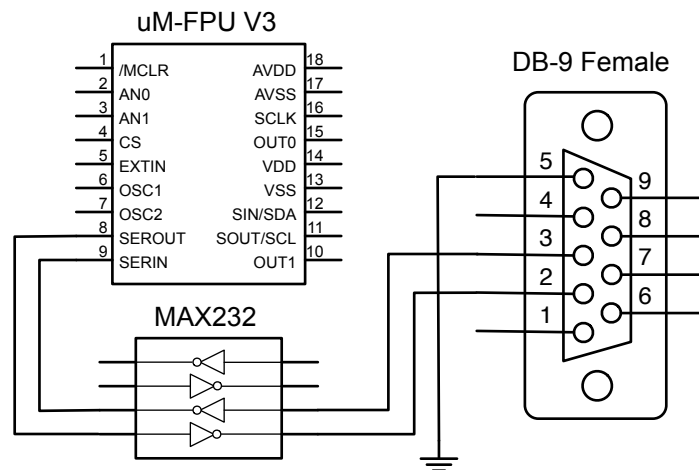 uM-FPU V3
1 /MCLR AVDD 18
2 AN0 AVSS 17
3 AN1 SCLK 16
4 CS OUT0 15
5 EXTIN VDD 14
6 OSC1 VSS 13
7 OSC2 SIN/SDA 12
8 SEROUT SOUT/SCL 11
9 SERIN OUT1 10
MAX232
DB-9 Female
5
9
4
8
3
7
2
6
1